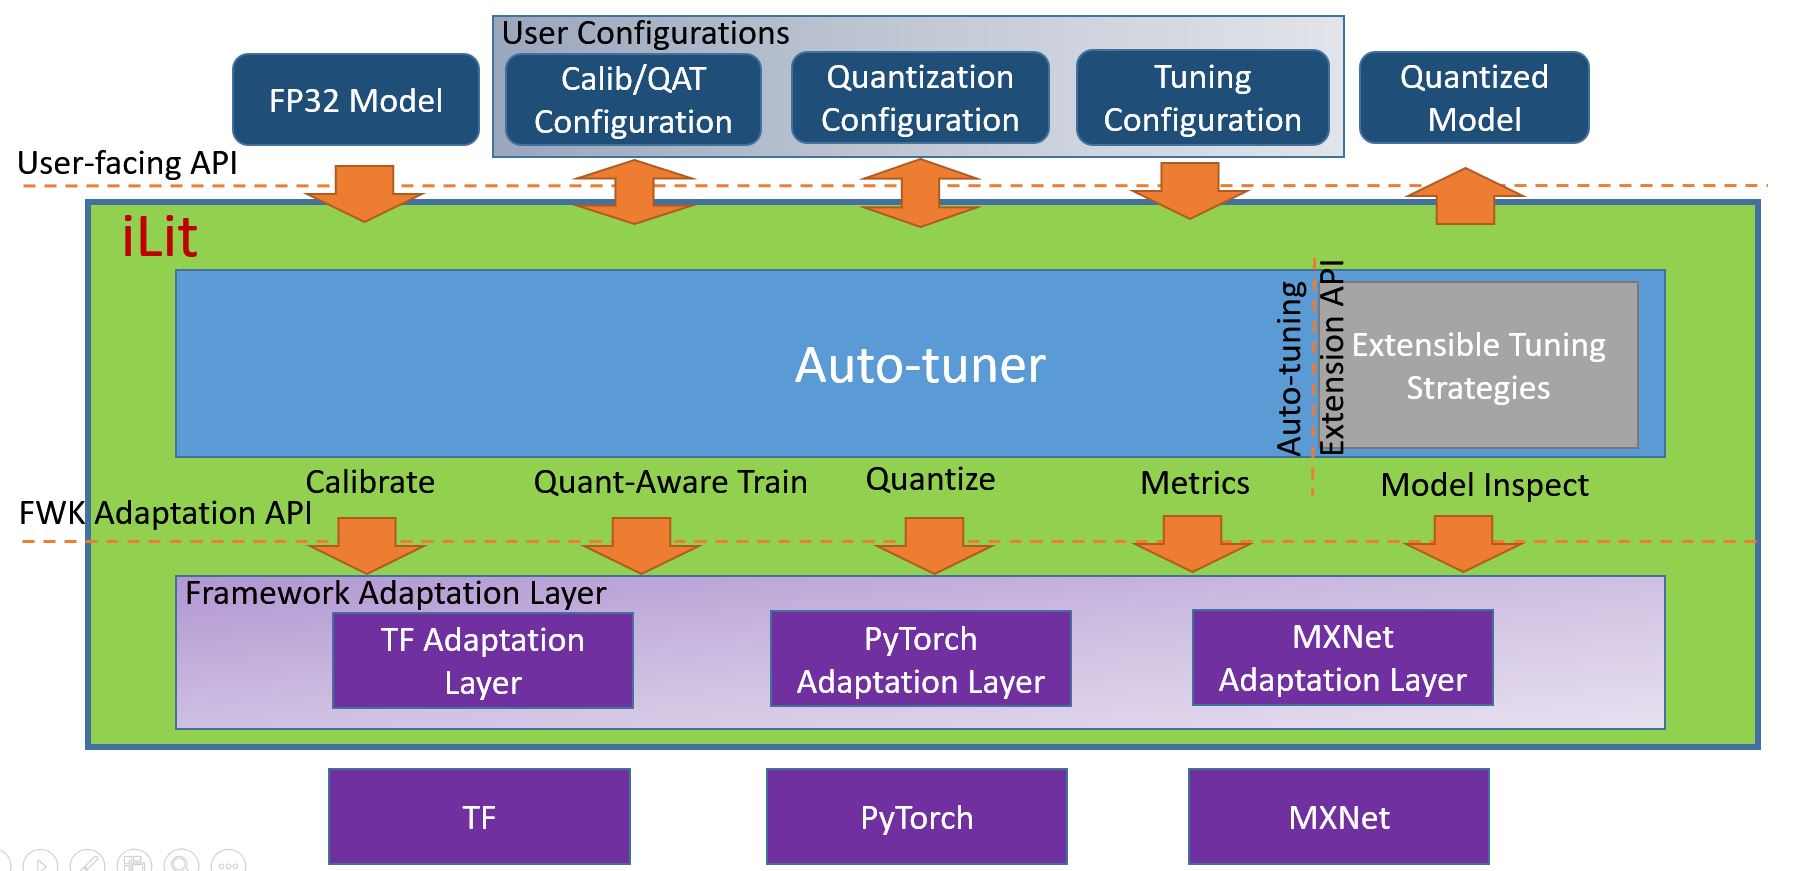 User Configurations
FP32 Model
Calib/QAT
Configuration
Quantization
Configuration
Tuning
Configuration
Quantized
Model
User-facing API
iLit
Auto-tuner
Auto-tuning
Extension API
Extensible Tuning
Strategies
Calibrate
Quant-Aware Train
Quantize
Metrics
Model Inspect
FWK Adaptation API
Framework Adaptation Layer
TF Adaptation
Layer
PyTorch
Adaptation Layer
MXNet
Adaptation Layer
TF
PyTorch
MXNet